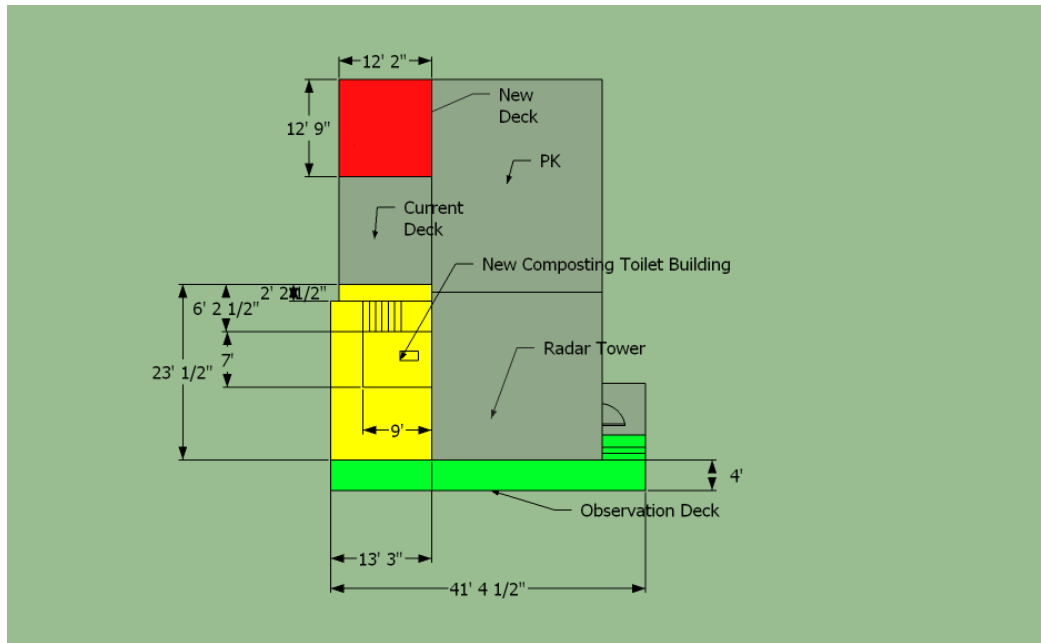 12' 2"
New
Deck
12' 9"
PK
Current
Deck
New Composting Toilet Building
2' 2 1/2"
6' 2 1/2"
Radar Tower
7'
23' 1/2"
9'
4'
Observation Deck
13' 3"
41' 4 1/2"